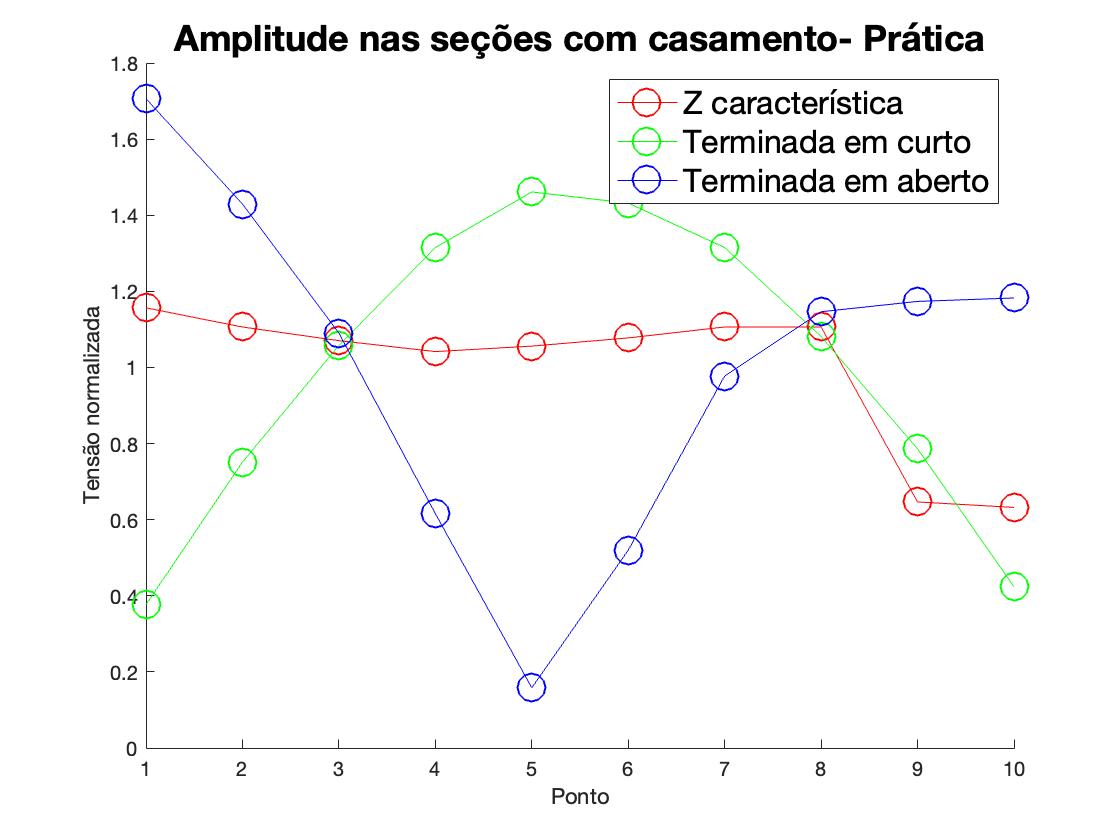 Amplitude nas seções com casamento- Prática
Z característica
Terminada em curto
Terminada em aberto
Tensão normalizada
1.8
1.6
1.4
1.2
1
0.8
0.6
0.4
0.2
0
1 2 3 4 5 6 7 8 9 10
Ponto